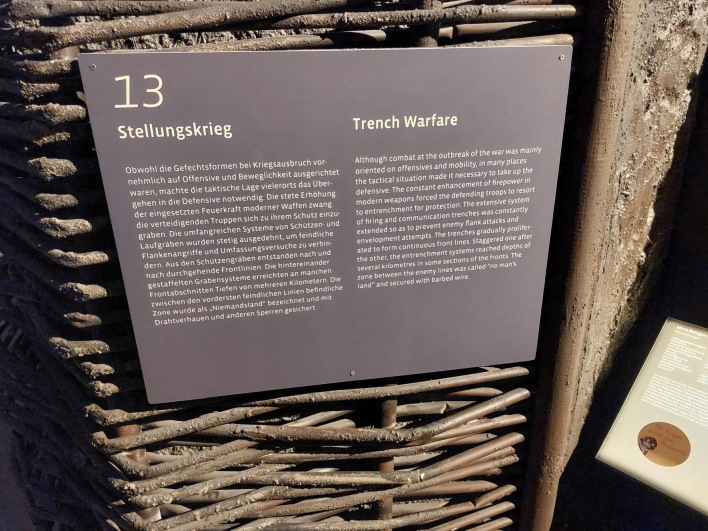 13
Stellungskrieg
Obwohl die Gefechtsformen bei Kriegsausbruch vor-
nehmlich auf Offensive und Beweglichkeit ausgerichtet
waren, machte die taktische Lage vielerorts das Über-
gehen in die Defensive notwendig. Die stete Erhöhung
der eingesetzten Feuerkraft moderner Waffen zwang
die verteidigenden Truppen sich zu ihrem Schutz einzu-
graben. Die umfangreichen Systeme von Schützen- und
Laufgräben wurden stetig ausgedehnt, um feindliche
Flankenangriffe und Umfassungsversuche zu verhin-
dern. Aus den Schützengräben entstanden nach und
nach durchgehende Frontlinien. Die hintereinander
gestaffelten Grabensysteme erreichten an manchen
Frontabschnitten Tiefen von mehreren Kilometern. Die
zwischen den vordersten feindlichen Linien befindliche
Zone wurde als „Niemandsland" bezeichnet und mit
Drahtverhauen und anderen Sperren gesichert.
Trench Warfare
Although combat at the outbreak of the war was mainly
oriented on offensives and mobility, in many places
the tactical situation made it necessary to take up the
defensive. The constant enhancement of firepower in
modern weapons forced the defending troops to resort
to entrenchment for protection. The extensive system
of firing and communication trenches was constantly
extended so as to prevent enemy flank attacks and
envelopment attempts. The trenches gradually prolifer-
ated to form continuous front lines. Staggered one after
the other, the entrenchment systems reached depths of
several kilometres in some sections of the fronts. The
zone between the enemy lines was called "no man's
land" and secured with barbed wire.